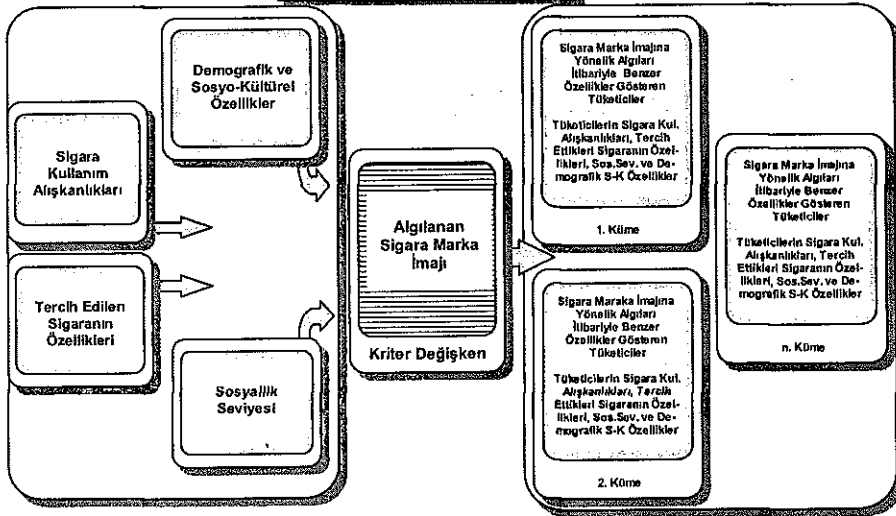 Demografik ve
Sosyo-Kültürel
Özellikler
Sigara
Kullanım
Alışkanlıkları
Tercih Edilen
Sigaranın
Özellikleri
Sosyallik
Seviyesi
Algılanan
Sigara Marka
İmajı
Kriter Değişken
Sigara Marka İmajına
Yönelik Algıları
İtibariyle Benzer
Özellikler Gösteren
Tüketiciler
Tüketicilerin Sigara Kul.
Alışkanlıkları, Tercih
Ettikleri Sigaranın Özel-
likleri, Sos.Sev. ve De-
mografik S-K Özellikler
1. Küme
Sigara Maraka İmajına
Yönelik Algıları
İtibariyle Benzer
Özellikler Gösteren
Tüketiciler
Tüketicilerin Sigara Kul.
Alışkanlıkları, Tercih
Ettikleri Sigaranın Özel-
likleri, Sos.Sev. ve De-
mografik S-K Özellikler
2. Küme
Sigara Marka İmajına
Yönelik Algıları
İtibariyle Benzer
Özellikler Gösteren
Tüketiciler
Tüketicilerin Sigara Kul.
Alışkanlıkları, Tercih
Ettikleri Sigaranın Özel-
likleri, Sos.Sev. ve De-
mografik S-K Özellikler
n. Küme